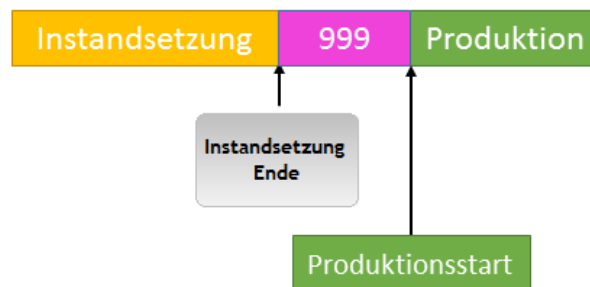 Instandsetzung 999 Produktion
Instandsetzung
Ende
Produktionsstart